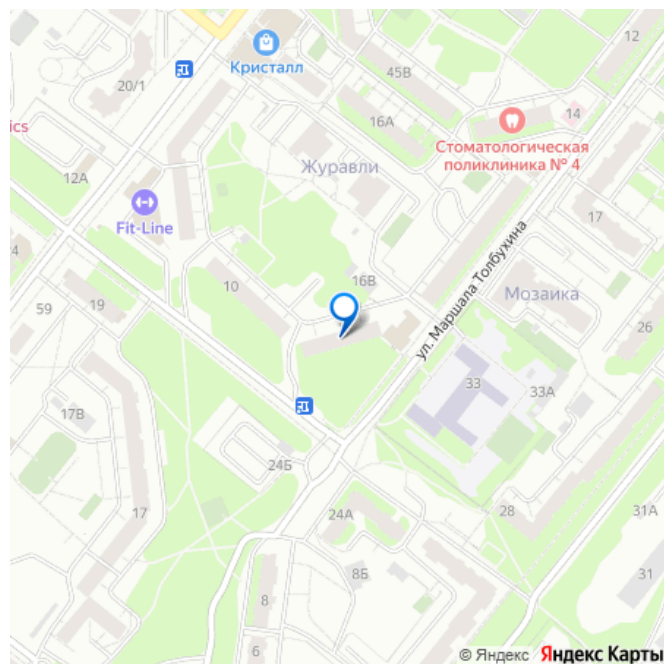 12
Кристалл
45В
20/1
16А
14
ics
Стоматологическая
поликлиника № 4
Журавли
12А
Fit-Line
17
4
16В
10
Мозаика
ул. Маршала Толбухина
59
19
26
33
33А
17В
24Б
17
24А
28
31А
8Б
31
8
6
© Яндекс Яндекс Карты